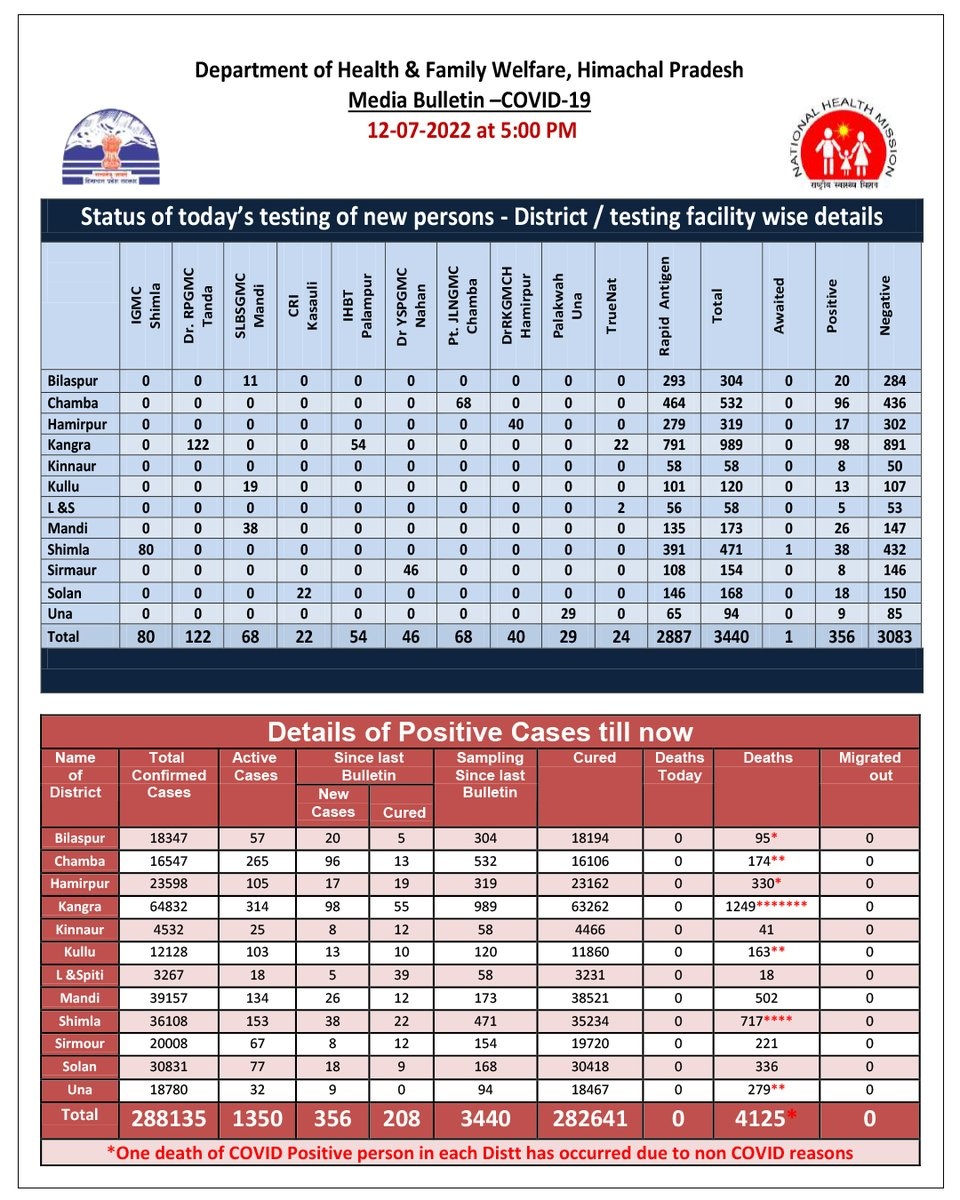 Department of Health & Family Welfare, Himachal Pradesh
Media Bulletin –COVID-19
12-07-2022 at 5:00 PM
सत्यमेव जयते
हिमाचल प्रदेश सरकार
NATIONAL HEALTH MISSION
राष्ट्रीय स्वास्थ्य मिशन
Status of today's testing of new persons - District / testing facility wise details
IGMC Shimla Dr. RPGMC Tanda SLBSGMC Mandi CRI Kasauli IHBT Palampur Dr YSPGMC Nahan Pt. JLNGMC Chamba DrRKGMCH Hamirpur Palakwah Una TrueNat Rapid Antigen Total Awaited Positive Negative
Bilaspur 0 0 11 0 0 0 0 0 0 0 293 304 0 20 284
Chamba 0 0 0 0 0 0 68 0 0 0 464 532 0 96 436
Hamirpur 0 0 0 0 0 0 0 40 0 0 279 319 0 17 302
Kangra 0 122 0 0 54 0 0 0 0 22 791 989 0 98 891
Kinnaur 0 0 0 0 0 0 0 0 0 0 58 58 0 8 50
Kullu 0 0 19 0 0 0 0 0 0 0 101 120 0 13 107
L &S 0 0 0 0 0 0 0 0 0 2 56 58 0 5 53
Mandi 0 0 38 0 0 0 0 0 0 0 135 173 0 26 147
Shimla 80 0 0 0 0 0 0 0 0 0 391 471 1 38 432
Sirmaur 0 0 0 0 0 46 0 0 0 0 108 154 0 8 146
Solan 0 0 0 22 0 0 0 0 0 0 146 168 0 18 150
Una 0 0 0 0 0 0 0 0 29 0 65 94 0 9 85
Total 80 122 68 22 54 46 68 40 29 24 2887 3440 1 356 3083
Details of Positive Cases till now
Name of District Total Confirmed Cases Active Cases Since last Bulletin Sampling Since last Bulletin Cured Deaths Today Deaths Migrated out
New Cases Cured
Bilaspur 18347 57 20 5 304 18194 0 95* 0
Chamba 16547 265 96 13 532 16106 0 174** 0
Hamirpur 23598 105 17 19 319 23162 0 330* 0
Kangra 64832 314 98 55 989 63262 0 1249******* 0
Kinnaur 4532 25 8 12 58 4466 0 41 0
Kullu 12128 103 13 10 120 11860 0 163** 0
L &Spiti 3267 18 5 39 58 3231 0 18 0
Mandi 39157 134 26 12 173 38521 0 502 0
Shimla 36108 153 38 22 471 35234 0 717**** 0
Sirmour 20008 67 8 12 154 19720 0 221 0
Solan 30831 77 18 9 168 30418 0 336 0
Una 18780 32 9 0 94 18467 0 279** 0
Total 288135 1350 356 208 3440 282641 0 4125* 0
*One death of COVID Positive person in each Distt has occurred due to non COVID reasons